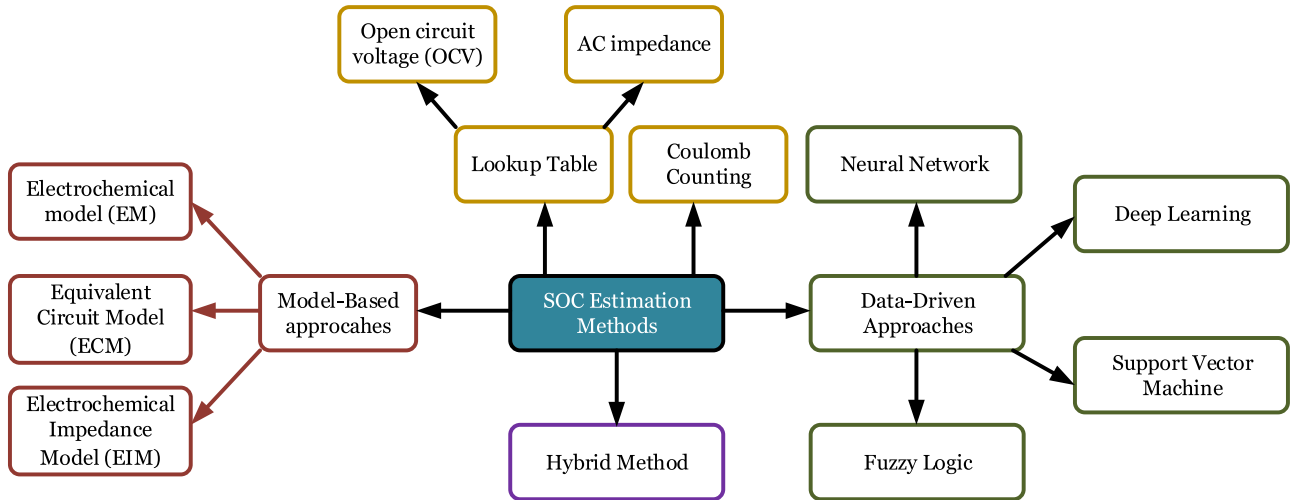 Open circuit
voltage (OCV)
AC impedance
Lookup Table
Coulomb
Counting
Neural Network
Electrochemical
model (EM)
Deep Learning
Equivalent
Circuit Model
(ECM)
Model-Based
approcahes
SOC Estimation
Methods
Data-Driven
Approaches
Support Vector
Machine
Electrochemical
Impedance
Model (EIM)
Hybrid Method
Fuzzy Logic